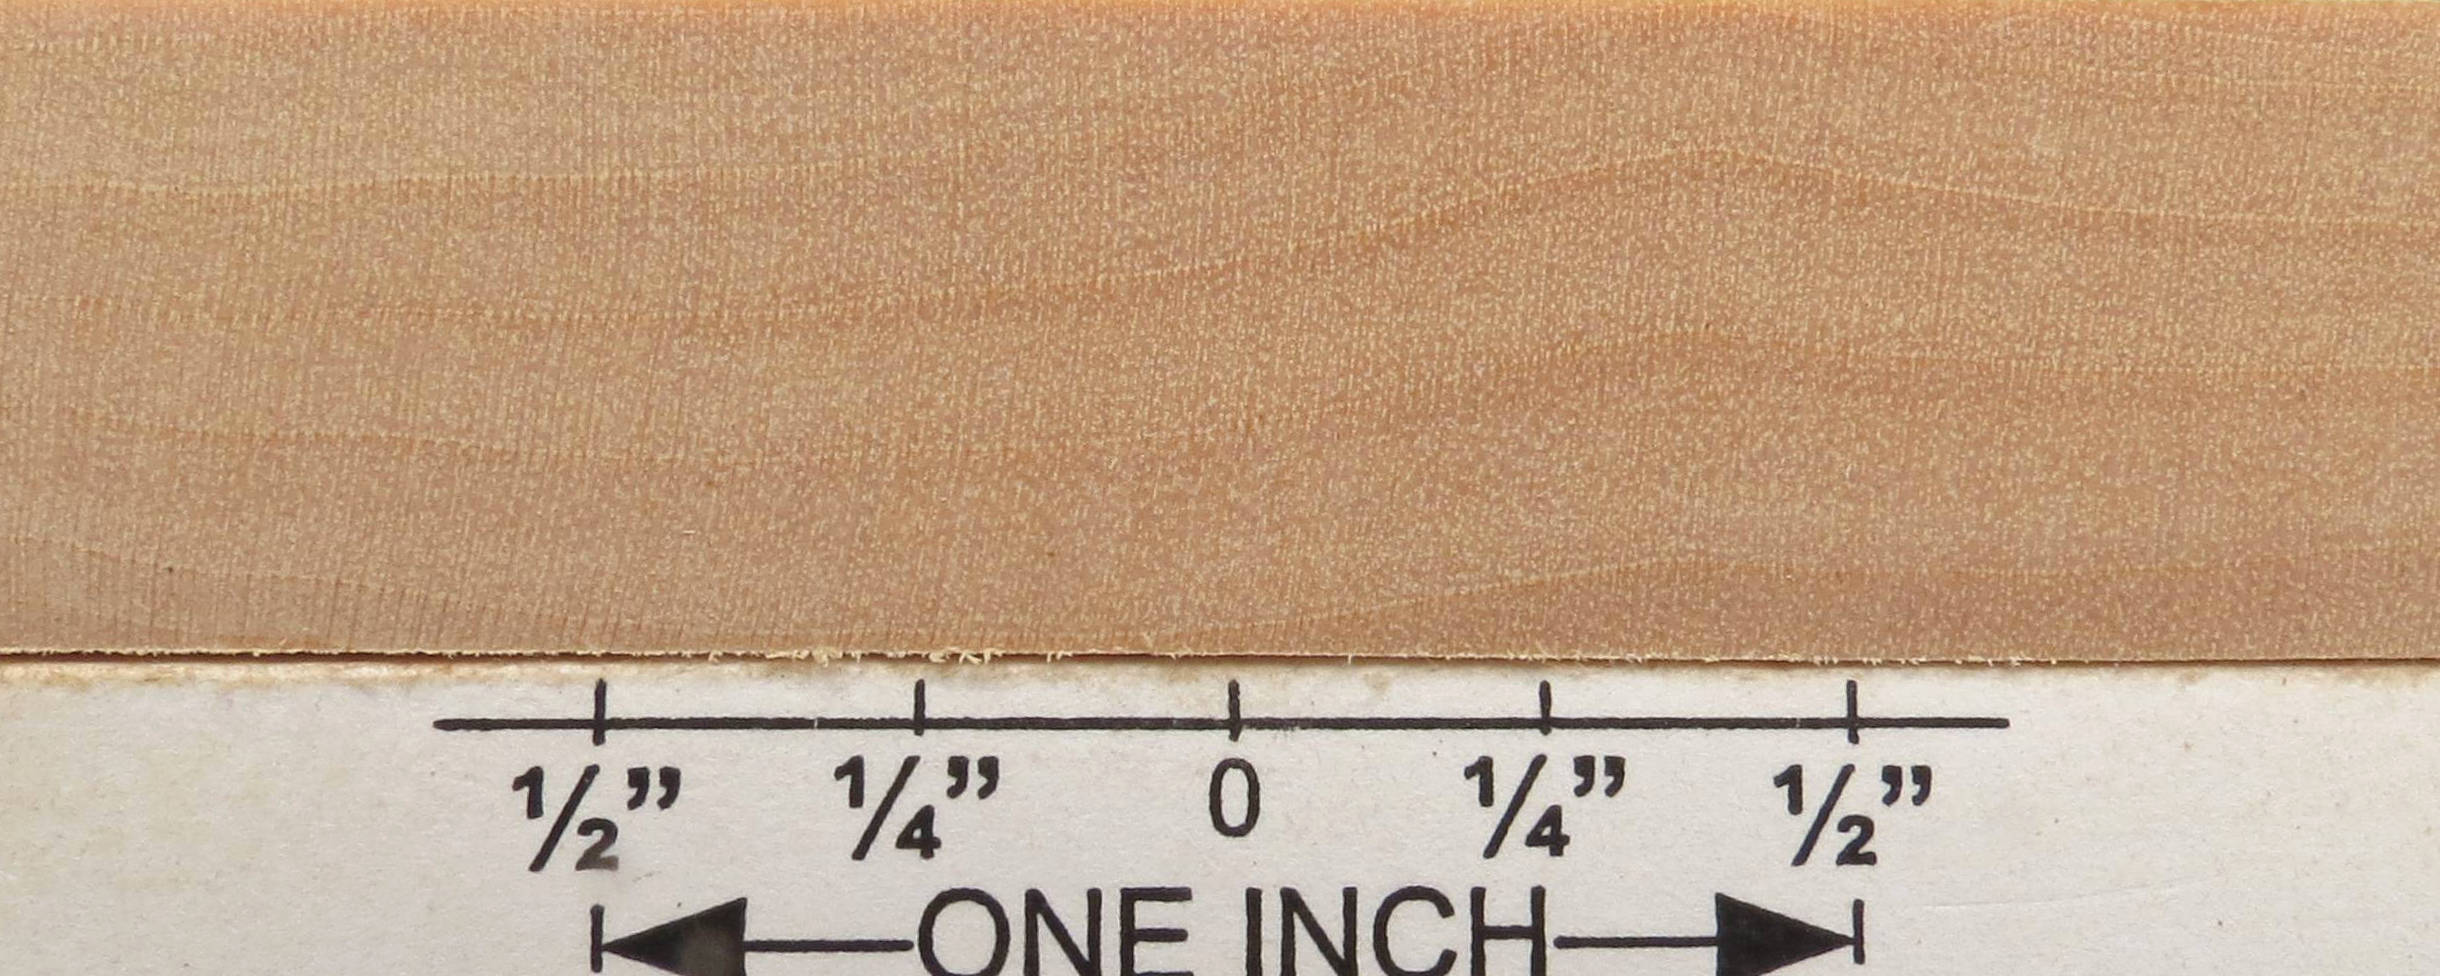 1/2” 1/4” 0 1/4” 1/2”
ONE INCH